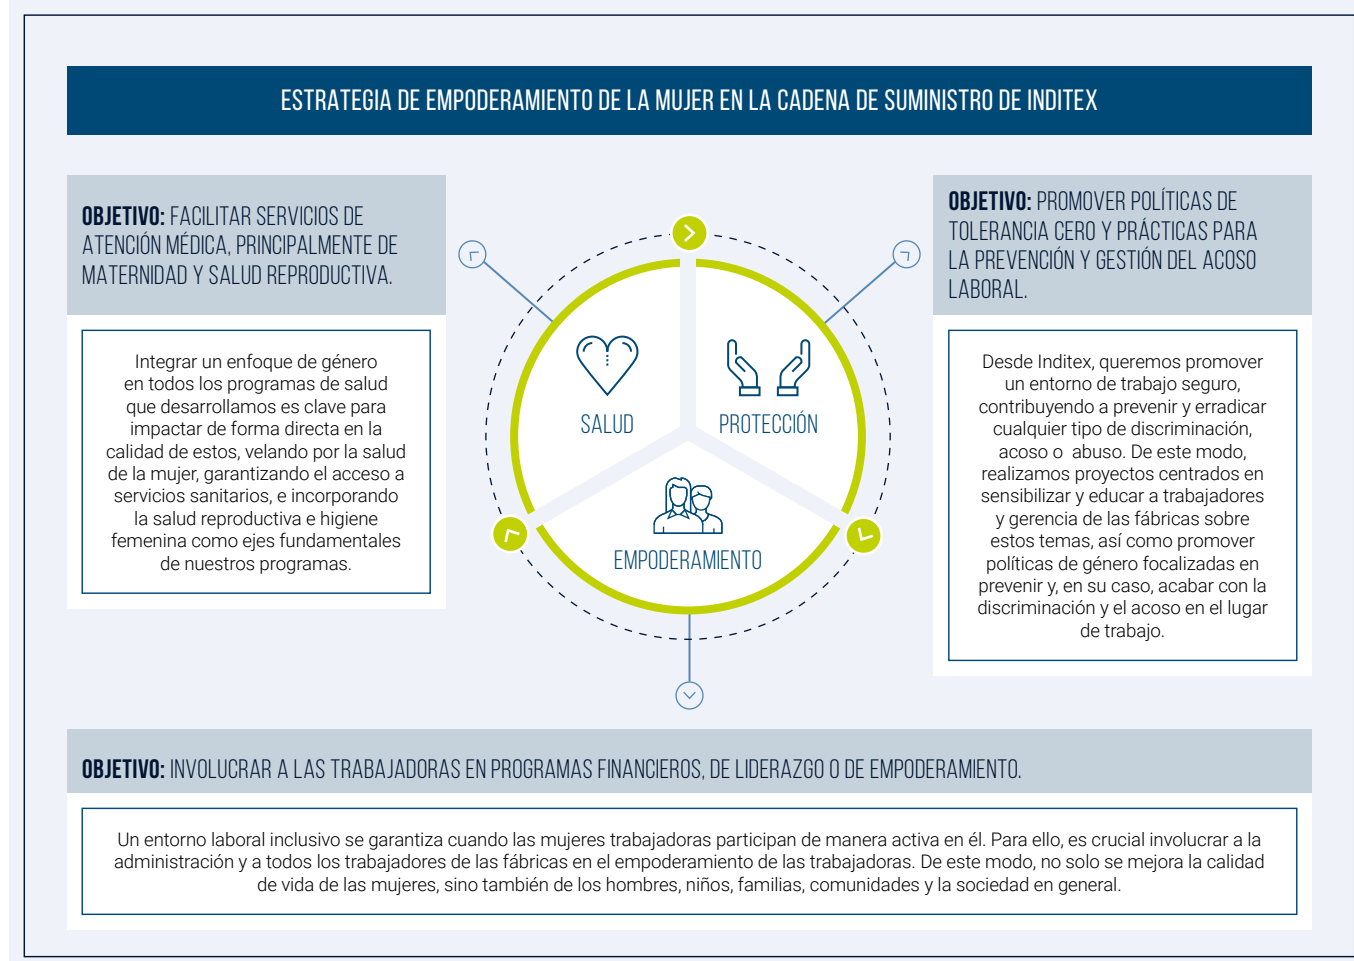 ESTRATEGIA DE EMPODERAMIENTO DE LA MUJER EN LA CADENA DE SUMINISTRO DE INDITEX
OBJETIVO: FACILITAR SERVICIOS DE
ATENCIÓN MÉDICA, PRINCIPALMENTE DE
MATERNIDAD Y SALUD REPRODUCTIVA.
Integrar un enfoque de género
en todos los programas de salud
que desarrollamos es clave para
impactar de forma directa en la
calidad de estos, velando por la salud
de la mujer, garantizando el acceso a
servicios sanitarios, e incorporando
la salud reproductiva e higiene
femenina como ejes fundamentales
de nuestros programas.
SALUD
PROTECCIÓN
EMPODERAMIENTO
OBJETIVO: PROMOVER POLÍTICAS DE
TOLERANCIA CERO Y PRÁCTICAS PARA
LA PREVENCIÓN Y GESTIÓN DEL ACOSO
LABORAL.
Desde Inditex, queremos promover
un entorno de trabajo seguro,
contribuyendo a prevenir y erradicar
cualquier tipo de discriminación,
acoso o  abuso. De este modo,
realizamos proyectos centrados en
sensibilizar y educar a trabajadores
y gerencia de las fábricas sobre
estos temas, así como promover
políticas de género focalizadas en
prevenir y, en su caso, acabar con la
discriminación y el acoso en el lugar
de trabajo.
OBJETIVO: INVOLUCRAR A LAS TRABAJADORAS EN PROGRAMAS FINANCIEROS, DE LIDERAZGO O DE EMPODERAMIENTO.
Un entorno laboral inclusivo se garantiza cuando las mujeres trabajadoras participan de manera activa en él. Para ello, es crucial involucrar a la
administración y a todos los trabajadores de las fábricas en el empoderamiento de las trabajadoras. De este modo, no solo se mejora la calidad
de vida de las mujeres, sino también de los hombres, niños, familias, comunidades y la sociedad en general.